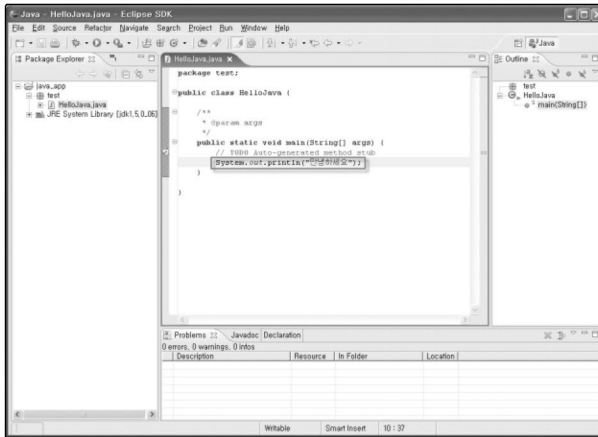 Java - HelloJava.java - Eclipse SDK
File Edit Source Refactor Navigate Search Project Run Window Help
Java
Package Explorer
HelloJava.java
Outline
java_app
test
HelloJava.java
JRE System Library [jdk1.5.0_06]
package test;
public class HelloJava {
/**
* @param args
*/
public static void main(String[] args) {
// TODO Auto-generated method stub
System.out.println("안녕하세요");
}
}
test
HelloJava
main(String[])
Problems Javadoc Declaration
0 errors, 0 warnings, 0 infos
Description Resource In Folder Location
Writable Smart Insert 10 : 37